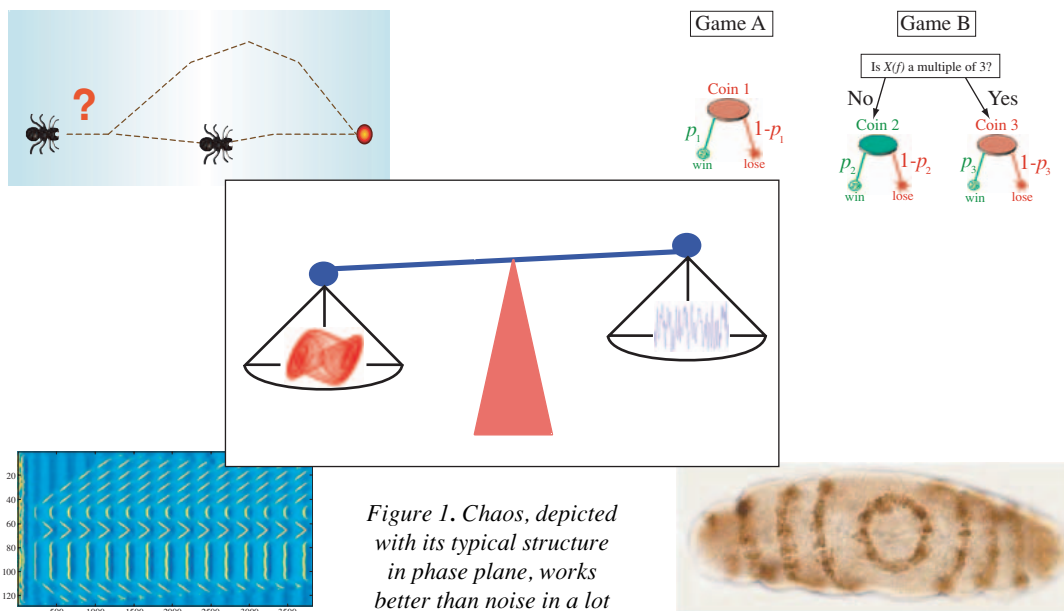 ?
Game A
Game B
Is X(f) a multiple of 3?
No
Yes
Coin 1
p1
1-p1
win
lose
Coin 2
p2
1-p2
win
lose
Coin 3
p3
1-p3
win
lose
20
40
60
80
100
120
500
1000
1500
2000
2500
3000
3500
Figure 1. Chaos, depicted
with its typical structure
in phase plane, works
better than noise in a lot